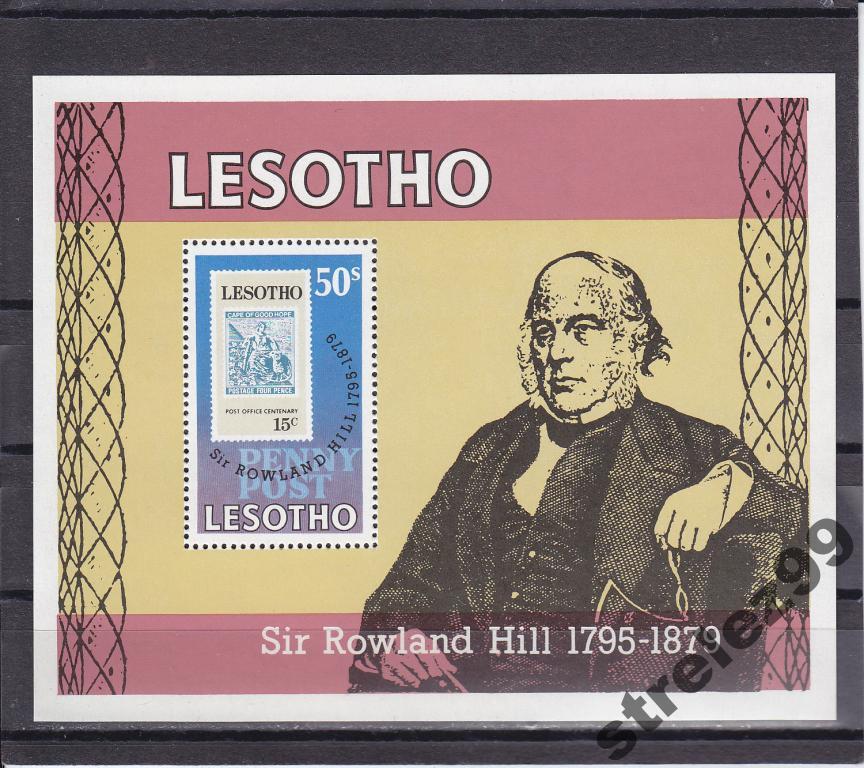 LESOTHO
50s
LESOTHO
CAPE OF GOOD HOPE
POSTAGE FOUR PENCE
POST OFFICE CENTENARY
15c
Sir ROWLAND HILL 1795-1879
PENNY
POST
LESOTHO
Sir Rowland Hill 1795-1879
strelez99